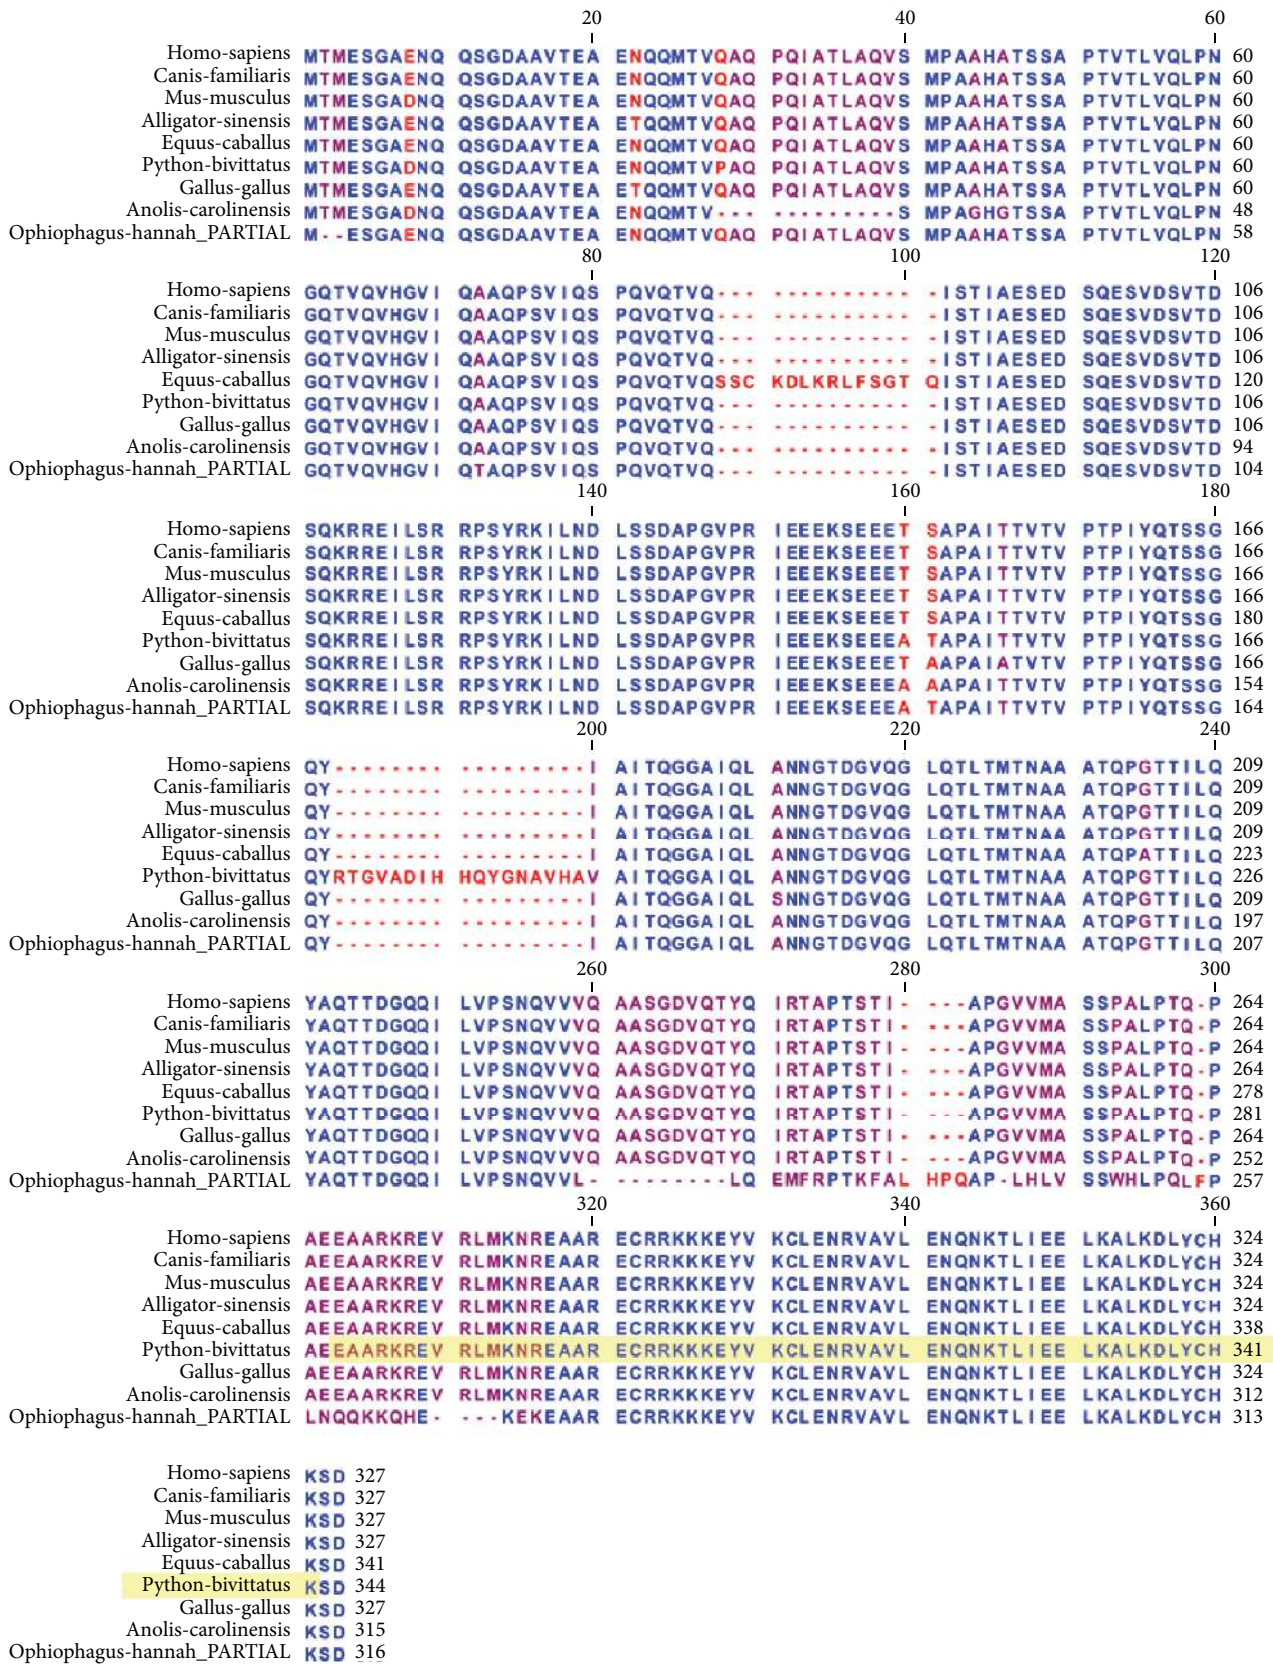 20 40 60
Homo-sapiens MTMESGAENQ QSGDAAVTEA ENQQMTVQAQ PQIATLAQVS MPAAHATSSA PTVTLVQLPN 60
Canis-familiaris MTMESGAENQ QSGDAAVTEA ENQQMTVQAQ PQIATLAQVS MPAAHATSSA PTVTLVQLPN 60
Mus-musculus MTMESGADNQ QSGDAAVTEA ENQQMTVQAQ PQIATLAQVS MPAAHATSSA PTVTLVQLPN 60
Alligator-sinensis MTMESGAENQ QSGDAAVTEA ETQQMTVQAQ PQIATLAQVS MPAAHATSSA PTVTLVQLPN 60
Equus-caballus MTMESGAENQ QSGDAAVTEA ENQQMTVQAQ PQIATLAQVS MPAAHATSSA PTVTLVQLPN 60
Python-bivittatus MTMESGADNQ QSGDAAVTEA ENQQMTVPAQ PQIATLAQVS MPAAHATSSA PTVTLVQLPN 60
Gallus-gallus MTMESGAENQ QSGDAAVTEA ETQQMTVQAQ PQIATLAQVS MPAAHATSSA PTVTLVQLPN 60
Anolis-carolinensis MTMESGADNQ QSGDAAVTEA ENQQMTV--- ---------S MPAGHGTSSA PTVTLVQLPN 48
Ophiophagus-hannah_PARTIAL M--ESGAENQ QSGDAAVTEA ENQQMTVQAQ PQIATLAQVS MPAAHATSSA PTVTLVQLPN 58
80 100 120
Homo-sapiens GQTVQVHGVI QAAQPSVIQS PQVQTVQ--- ---------- -ISTIAESED SQESVDSVTD 106
Canis-familiaris GQTVQVHGVI QAAQPSVIQS PQVQTVQ--- ---------- -ISTIAESED SQESVDSVTD 106
Mus-musculus GQTVQVHGVI QAAQPSVIQS PQVQTVQ--- ---------- -ISTIAESED SQESVDSVTD 106
Alligator-sinensis GQTVQVHGVI QAAQPSVIQS PQVQTVQ--- ---------- -ISTIAESED SQESVDSVTD 106
Equus-caballus GQTVQVHGVI QAAQPSVIQS PQVQTVQSSC KDLKRLFSGT QISTIAESED SQESVDSVTD 120
Python-bivittatus GQTVQVHGVI QAAQPSVIQS PQVQTVQ--- ---------- -ISTIAESED SQESVDSVTD 106
Gallus-gallus GQTVQVHGVI QAAQPSVIQS PQVQTVQ--- ---------- -ISTIAESED SQESVDSVTD 106
Anolis-carolinensis GQTVQVHGVI QAAQPSVIQS PQVQTVQ--- ---------- -ISTIAESED SQESVDSVTD 94
Ophiophagus-hannah_PARTIAL GQTVQVHGVI QTAQPSVIQS PQVQTVQ--- ---------- -ISTIAESED SQESVDSVTD 104
140 160 180
Homo-sapiens SQKRREILSR RPSYRKILND LSSDAPGVPR IEEEKSEEET SAPAITTVTV PTPIYQTSSG 166
Canis-familiaris SQKRREILSR RPSYRKILND LSSDAPGVPR IEEEKSEEET SAPAITTVTV PTPIYQTSSG 166
Mus-musculus SQKRREILSR RPSYRKILND LSSDAPGVPR IEEEKSEEET SAPAITTVTV PTPIYQTSSG 166
Alligator-sinensis SQKRREILSR RPSYRKILND LSSDAPGVPR IEEEKSEEET SAPAITTVTV PTPIYQTSSG 166
Equus-caballus SQKRREILSR RPSYRKILND LSSDAPGVPR IEEEKSEEET SAPAITTVTV PTPIYQTSSG 180
Python-bivittatus SQKRREILSR RPSYRKILND LSSDAPGVPR IEEEKSEEEA TAPAITTVTV PTPIYQTSSG 166
Gallus-gallus SQKRREILSR RPSYRKILND LSSDAPGVPR IEEEKSEEET AAPAIATVTV PTPIYQTSSG 166
Anolis-carolinensis SQKRREILSR RPSYRKILND LSSDAPGVPR IEEEKSEEEA AAPAITTVTV PTPIYQTSSG 154
Ophiophagus-hannah_PARTIAL SQKRREILSR RPSYRKILND LSSDAPGVPR IEEEKSEEEA TAPAITTVTV PTPIYQTSSG 164
200 220 240
Homo-sapiens QY-------- ---------I AITQGGAIQL ANNGTDGVQG LQTLTMTNAA ATQPGTTILQ 209
Canis-familiaris QY-------- ---------I AITQGGAIQL ANNGTDGVQG LQTLTMTNAA ATQPGTTILQ 209
Mus-musculus QY-------- ---------I AITQGGAIQL ANNGTDGVQG LQTLTMTNAA ATQPGTTILQ 209
Alligator-sinensis QY-------- ---------I AITQGGAIQL ANNGTDGVQG LQTLTMTNAA ATQPGTTILQ 209
Equus-caballus QY-------- ---------I AITQGGAIQL ANNGTDGVQG LQTLTMTNAA ATQPATTILQ 223
Python-bivittatus QYRTGVADIH HQYGNAVHAV AITQGGAIQL ANNGTDGVQG LQTLTMTNAA ATQPGTTILQ 226
Gallus-gallus QY-------- ---------I AITQGGAIQL SNNGTDGVQG LQTLTMTNAA ATQPGTTILQ 209
Anolis-carolinensis QY-------- ---------I AITQGGAIQL ANNGTDGVQG LQTLTMTNAA ATQPGTTILQ 197
Ophiophagus-hannah_PARTIAL QY-------- ---------I AITQGGAIQL ANNGTDGVQG LQTLTMTNAA ATQPGTTILQ 207
260 280 300
Homo-sapiens YAQTTDGQQI LVPSNQVVVQ AASGDVQTYQ IRTAPTSTI- ---APGVVMA SSPALPTQ-P 264
Canis-familiaris YAQTTDGQQI LVPSNQVVVQ AASGDVQTYQ IRTAPTSTI- ---APGVVMA SSPALPTQ-P 264
Mus-musculus YAQTTDGQQI LVPSNQVVVQ AASGDVQTYQ IRTAPTSTI- ---APGVVMA SSPALPTQ-P 264
Alligator-sinensis YAQTTDGQQI LVPSNQVVVQ AASGDVQTYQ IRTAPTSTI- ---APGVVMA SSPALPTQ-P 264
Equus-caballus YAQTTDGQQI LVPSNQVVVQ AASGDVQTYQ IRTAPTSTI- ---APGVVMA SSPALPTQ-P 278
Python-bivittatus YAQTTDGQQI LVPSNQVVVQ AASGDVQTYQ IRTAPTSTI- ---APGVVMA SSPALPTQ-P 281
Gallus-gallus YAQTTDGQQI LVPSNQVVVQ AASGDVQTYQ IRTAPTSTI- ---APGVVMA SSPALPTQ-P 264
Anolis-carolinensis YAQTTDGQQI LVPSNQVVVQ AASGDVQTYQ IRTAPTSTI- ---APGVVMA SSPALPTQ-P 252
Ophiophagus-hannah_PARTIAL YAQTTDGQQI LVPSNQVVL- --------LQ EMFRPTKFAL HPQAP-LHLV SSWHLPQLFP 257
320 340 360
Homo-sapiens AEEAARKREV RLMKNREAAR ECRRKKKEYV KCLENRVAVL ENQNKTLIEE LKALKDLYCH 324
Canis-familiaris AEEAARKREV RLMKNREAAR ECRRKKKEYV KCLENRVAVL ENQNKTLIEE LKALKDLYCH 324
Mus-musculus AEEAARKREV RLMKNREAAR ECRRKKKEYV KCLENRVAVL ENQNKTLIEE LKALKDLYCH 324
Alligator-sinensis AEEAARKREV RLMKNREAAR ECRRKKKEYV KCLENRVAVL ENQNKTLIEE LKALKDLYCH 324
Equus-caballus AEEAARKREV RLMKNREAAR ECRRKKKEYV KCLENRVAVL ENQNKTLIEE LKALKDLYCH 338
Python-bivittatus AEEAARKREV RLMKNREAAR ECRRKKKEYV KCLENRVAVL ENQNKTLIEE LKALKDLYCH 341
Gallus-gallus AEEAARKREV RLMKNREAAR ECRRKKKEYV KCLENRVAVL ENQNKTLIEE LKALKDLYCH 324
Anolis-carolinensis AEEAARKREV RLMKNREAAR ECRRKKKEYV KCLENRVAVL ENQNKTLIEE LKALKDLYCH 312
Ophiophagus-hannah_PARTIAL LNQQKKQHE- ---KEKEAAR ECRRKKKEYV KCLENRVAVL ENQNKTLIEE LKALKDLYCH 313
Homo-sapiens KSD 327
Canis-familiaris KSD 327
Mus-musculus KSD 327
Alligator-sinensis KSD 327
Equus-caballus KSD 341
Python-bivittatus KSD 344
Gallus-gallus KSD 327
Anolis-carolinensis KSD 315
Ophiophagus-hannah_PARTIAL KSD 316